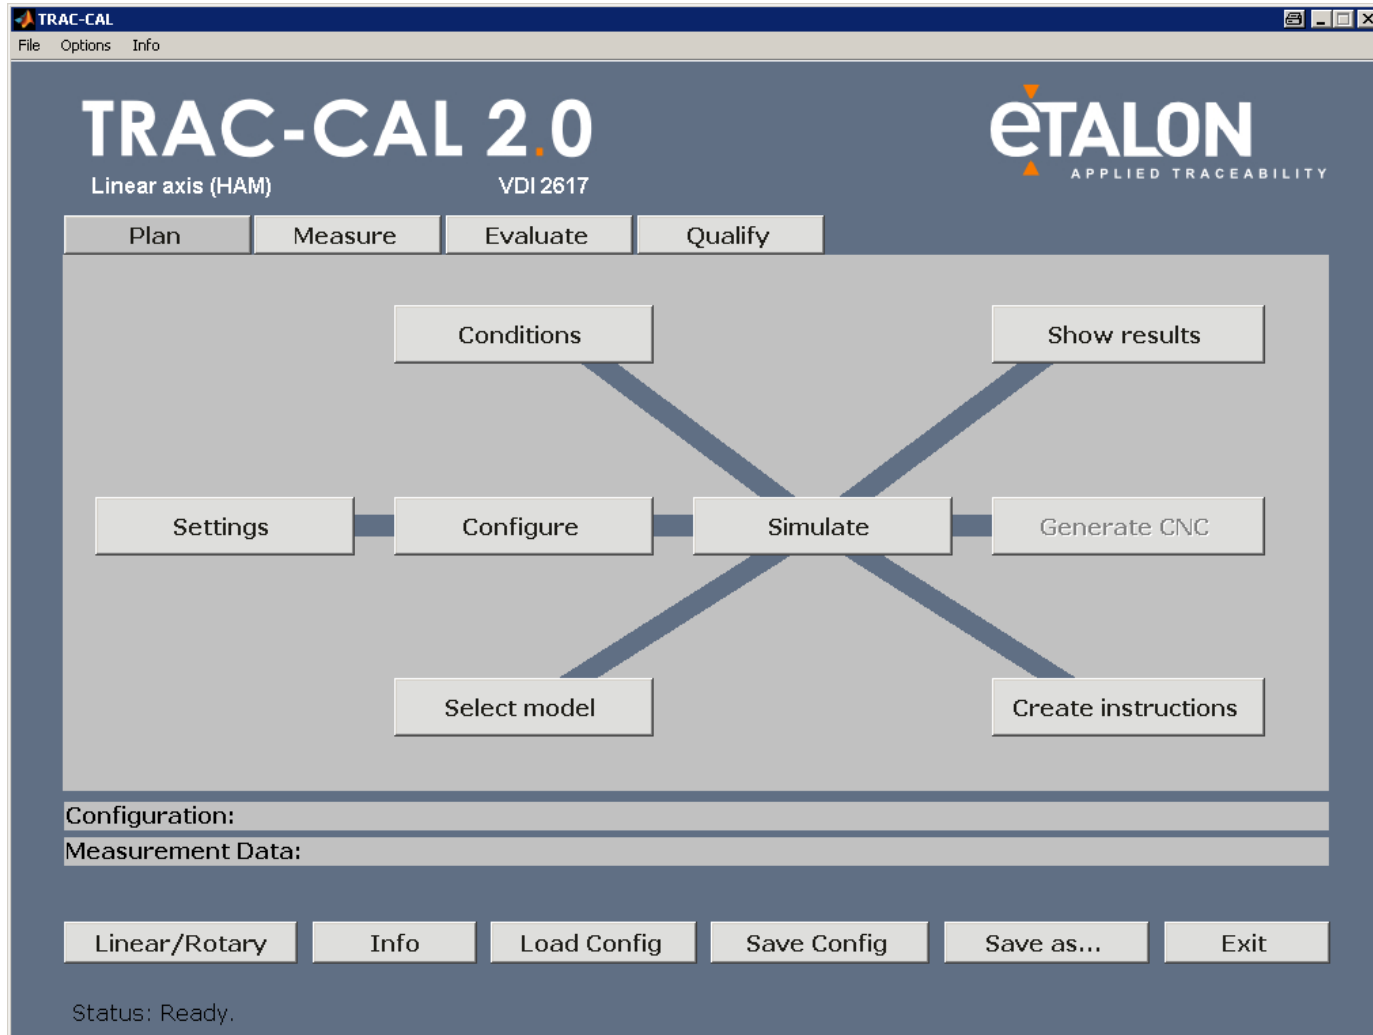 TRAC-CAL
File Options Info
TRAC-CAL 2.0
eTALON
APPLIED TRACEABILITY
Linear axis (HAM) VDI 2617
Plan Measure Evaluate Qualify
Conditions Show results
Settings Configure Simulate Generate CNC
Select model Create instructions
Configuration:
Measurement Data:
Linear/Rotary Info Load Config Save Config Save as... Exit
Status: Ready.